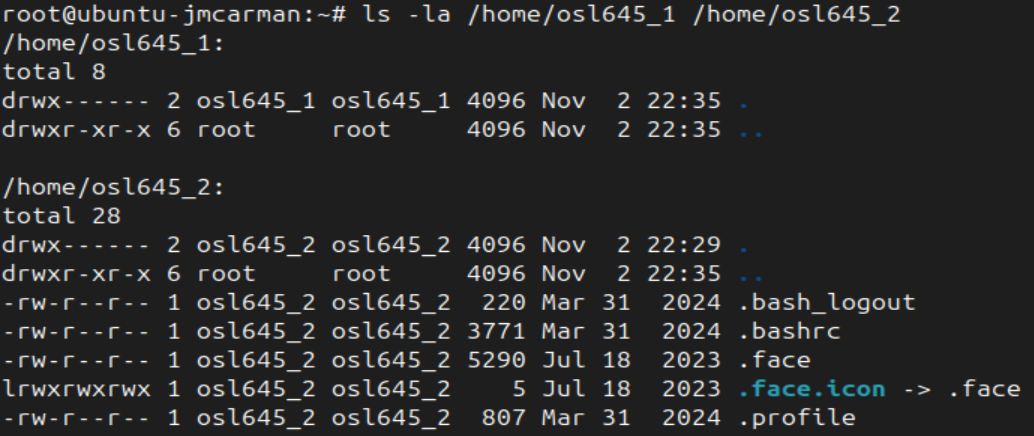 root@ubuntu-jmcarman:~# ls -la /home/osl645_1 /home/osl645_2
/home/osl645_1:
total 8
drwx------ 2 osl645_1 osl645_1 4096 Nov  2 22:35 .
drwxr-xr-x 6 root     root     4096 Nov  2 22:35 ..

/home/osl645_2:
total 28
drwx------ 2 osl645_2 osl645_2 4096 Nov  2 22:29 .
drwxr-xr-x 6 root     root     4096 Nov  2 22:35 ..
-rw-r--r-- 1 osl645_2 osl645_2  220 Mar 31  2024 .bash_logout
-rw-r--r-- 1 osl645_2 osl645_2 3771 Mar 31  2024 .bashrc
-rw-r--r-- 1 osl645_2 osl645_2 5290 Jul 18  2023 .face
lrwxrwxrwx 1 osl645_2 osl645_2    5 Jul 18  2023 .face.icon -> .face
-rw-r--r-- 1 osl645_2 osl645_2  807 Mar 31  2024 .profile